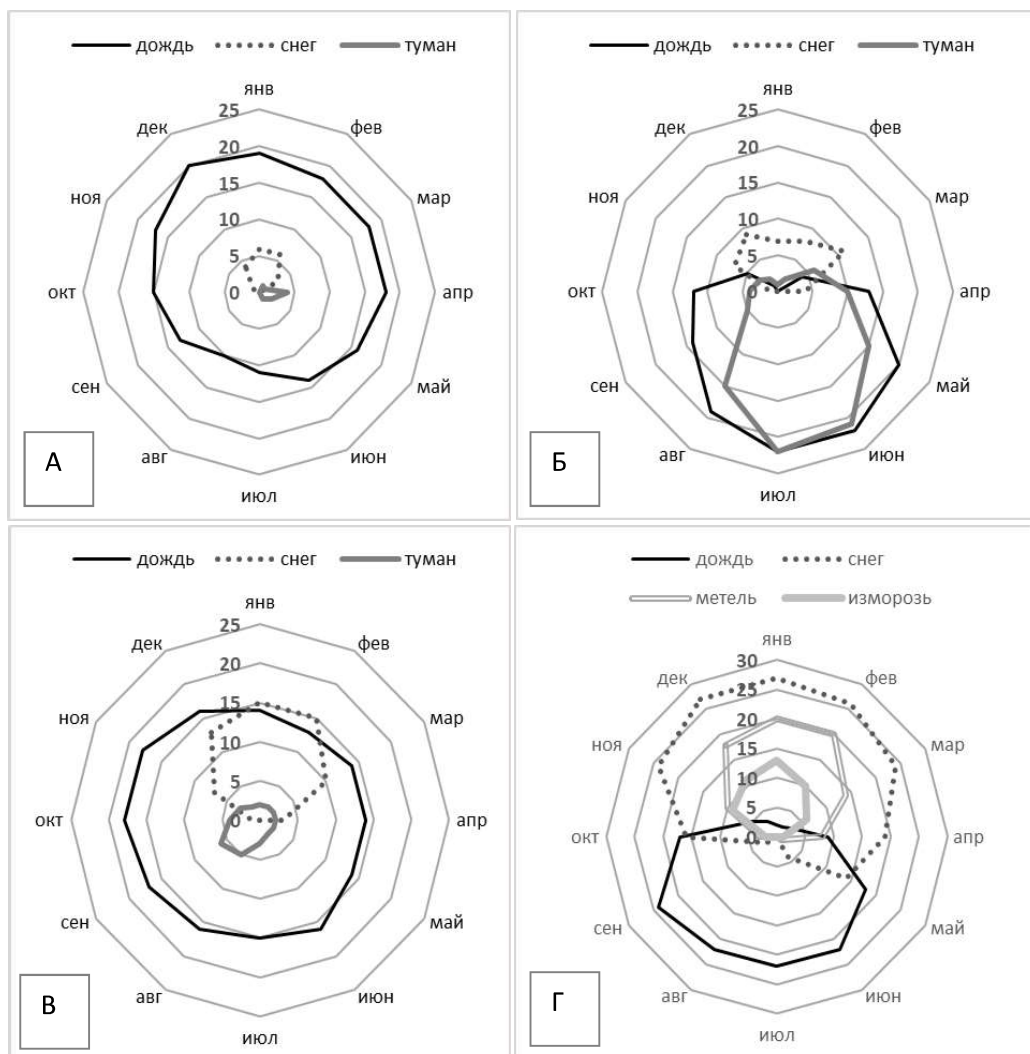 дождь снег туман
янв
фев
мар
апр
май
июн
июл
авг
сен
окт
ноя
дек
25
20
15
10
5
0
А
дождь снег туман
янв
фев
мар
апр
май
июн
июл
авг
сен
окт
ноя
дек
25
20
15
10
5
0
Б
дождь снег туман
янв
фев
мар
апр
май
июн
июл
авг
сен
окт
ноя
дек
25
20
15
10
5
0
В
дождь снег
метель изморозь
янв
фев
мар
апр
май
июн
июл
авг
сен
окт
ноя
дек
30
25
20
15
10
5
0
Г